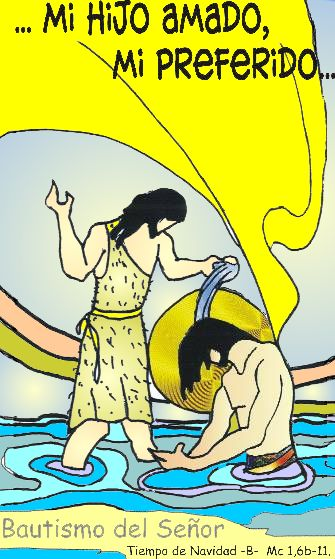 ... Mi HiJO AMADO,
Mi PREFERIDO...
Bautismo del Señor
Tiempo de Navidad -B- Mc 1,6b-11.